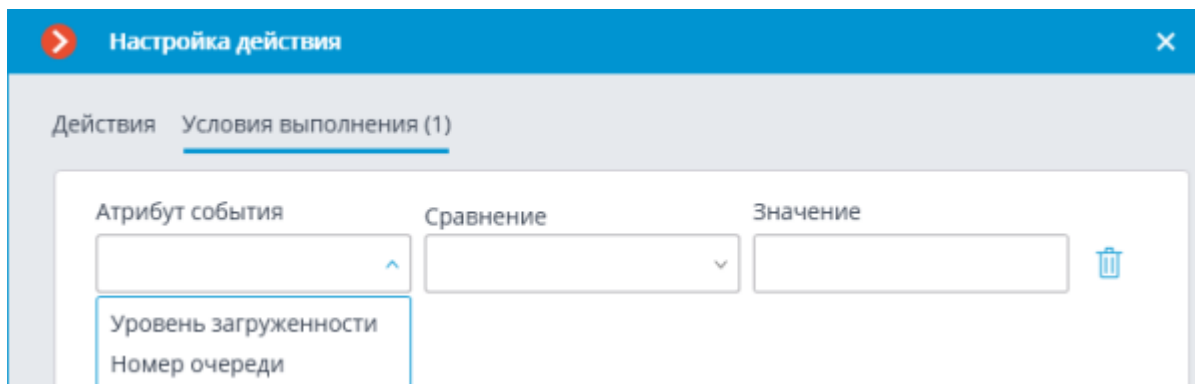 Настройка действия
Действия Условия выполнения (1)
Атрибут события Сравнение Значение
Уровень загруженности
Номер очереди